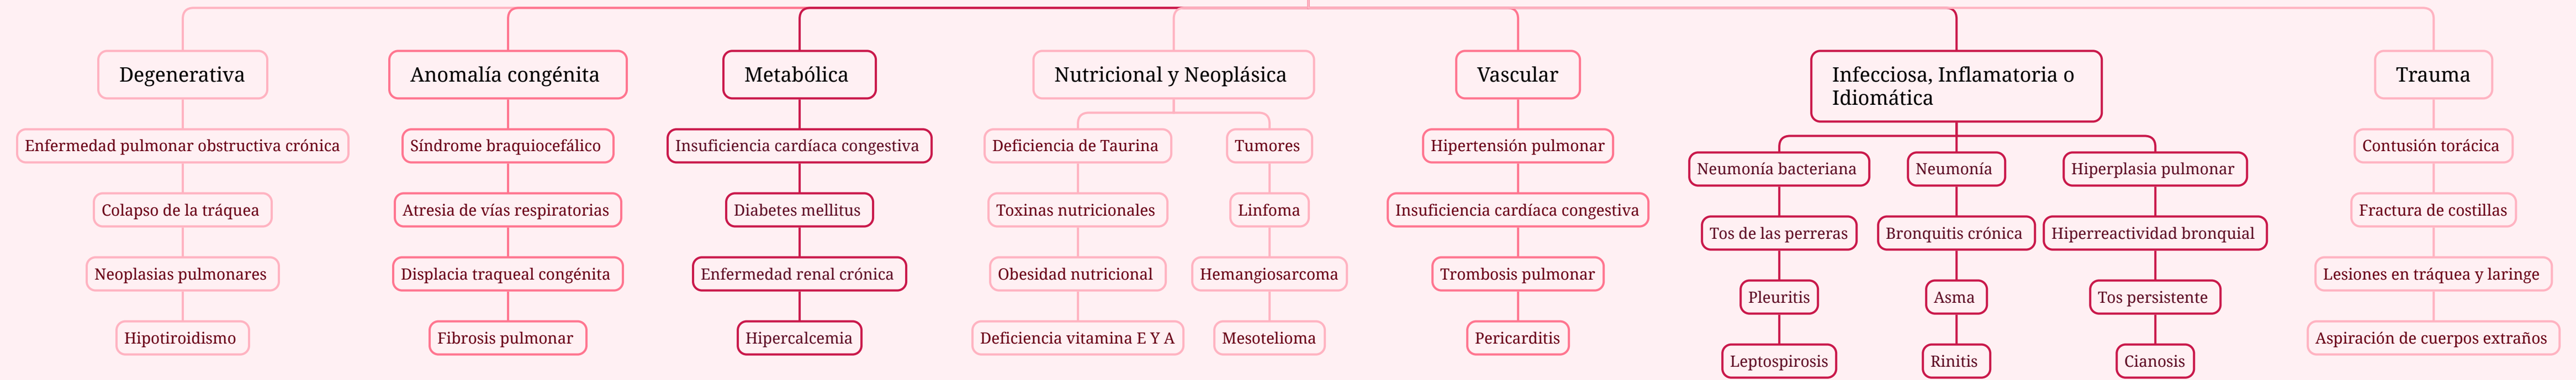 Degenerativa
Enfermedad pulmonar obstructiva crónica
Colapso de la tráquea
Neoplasias pulmonares
Hipotiroidismo
Anomalía congénita
Síndrome braquiocefálico
Atresia de vías respiratorias
Displacia traqueal congénita
Fibrosis pulmonar
Metabólica
Insuficiencia cardíaca congestiva
Diabetes mellitus
Enfermedad renal crónica
Hipercalcemia
Nutricional y Neoplásica
Deficiencia de Taurina
Toxinas nutricionales
Obesidad nutricional
Deficiencia vitamina E Y A
Tumores
Linfoma
Hemangiosarcoma
Mesotelioma
Vascular
Hipertensión pulmonar
Insuficiencia cardíaca congestiva
Trombosis pulmonar
Pericarditis
Infecciosa, Inflamatoria o
Idiomática
Neumonía bacteriana
Tos de las perreras
Pleuritis
Leptospirosis
Neumonía
Bronquitis crónica
Asma
Rinitis
Hiperplasia pulmonar
Hiperreactividad bronquial
Tos persistente
Cianosis
Trauma
Contusión torácica
Fractura de costillas
Lesiones en tráquea y laringe
Aspiración de cuerpos extraños